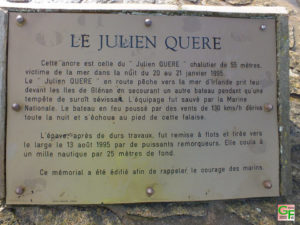 LE JULIEN QUERE
Cette ancre est celle du "Julien QUERE" chalutier de 55 mètres,
victime de la mer dans la nuit du 20 au 21 janvier 1995.
Le "Julien QUERE" en route pêche vers la mer d'Irlande prit feu
devant les îles de Glénan en secourant un autre bateau pendant qu'une
tempête de suroît sévissait. L'équipage fut sauvé par la Marine
Nationale. Le bateau en feu poussé par des vents de 130 km/h dériva
toute la nuit et s'échoua au pied de cette falaise.
L'épave, après de durs travaux, fut remise à flots et tirée vers
le large le 13 août 1995 par de puissants remorqueurs. Elle coula à
un mille nautique par 25 mètres de fond.
Ce mémorial a été édifié afin de rappeler le courage des marins